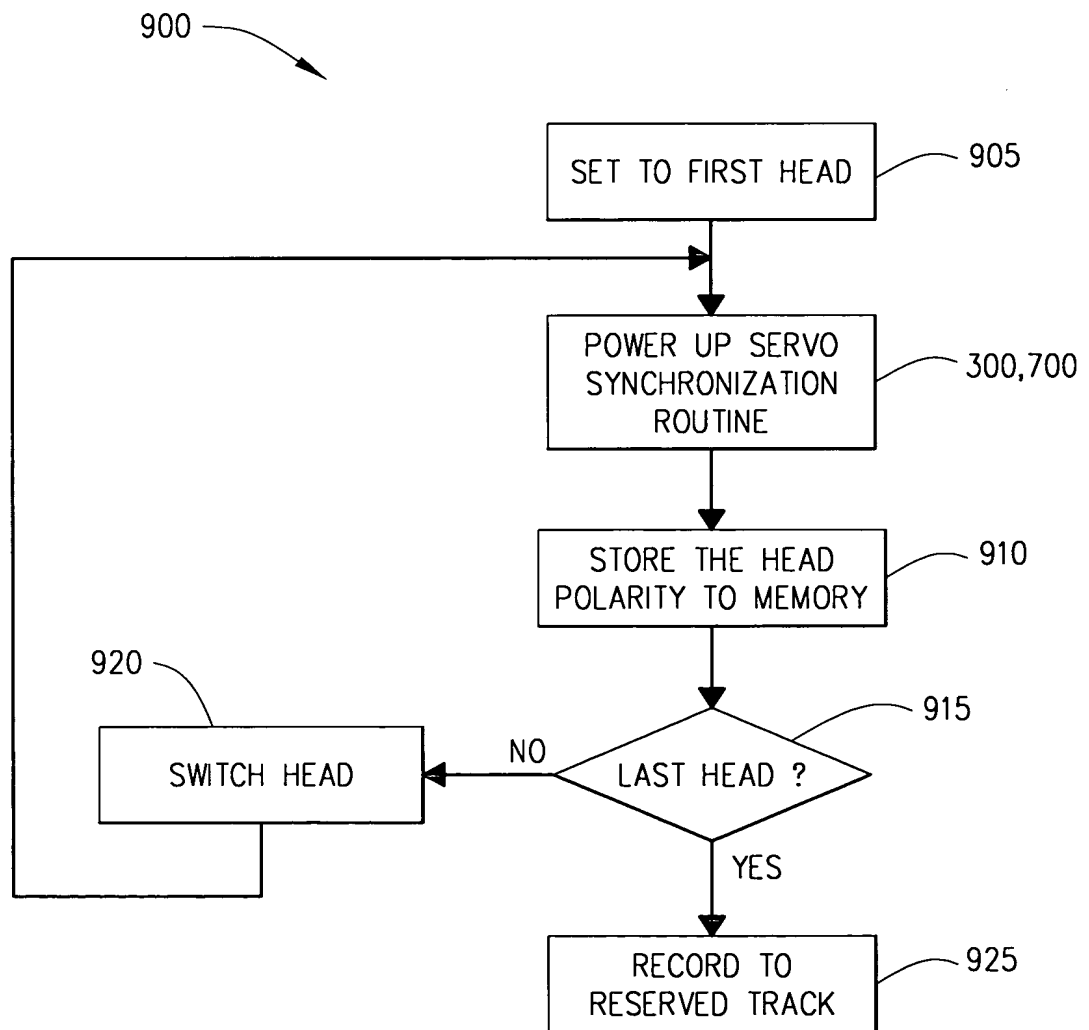 900
SET TO FIRST HEAD
905
POWER UP SERVO
SYNCHRONIZATION
ROUTINE
300,700
STORE THE HEAD
POLARITY TO MEMORY
910
920
915
SWITCH HEAD
NO
LAST HEAD ?
YES
RECORD TO
RESERVED TRACK
925